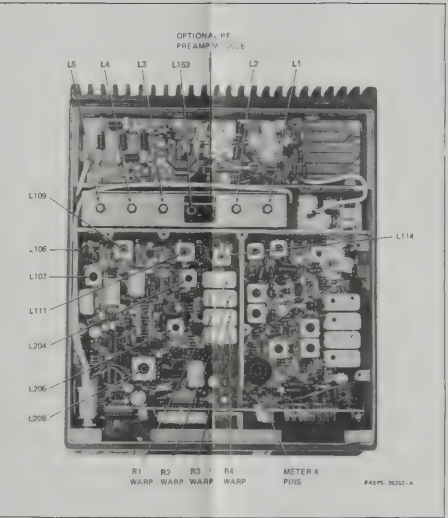 OPTIONAL RF
PREAMP
L5 L4 L3 L152 L2 L1
L109
L106
L107
L114
L111
L204
L206
L208
R1 R2 R3 R4 METER 4
WARP WARP WARP WARP PINS